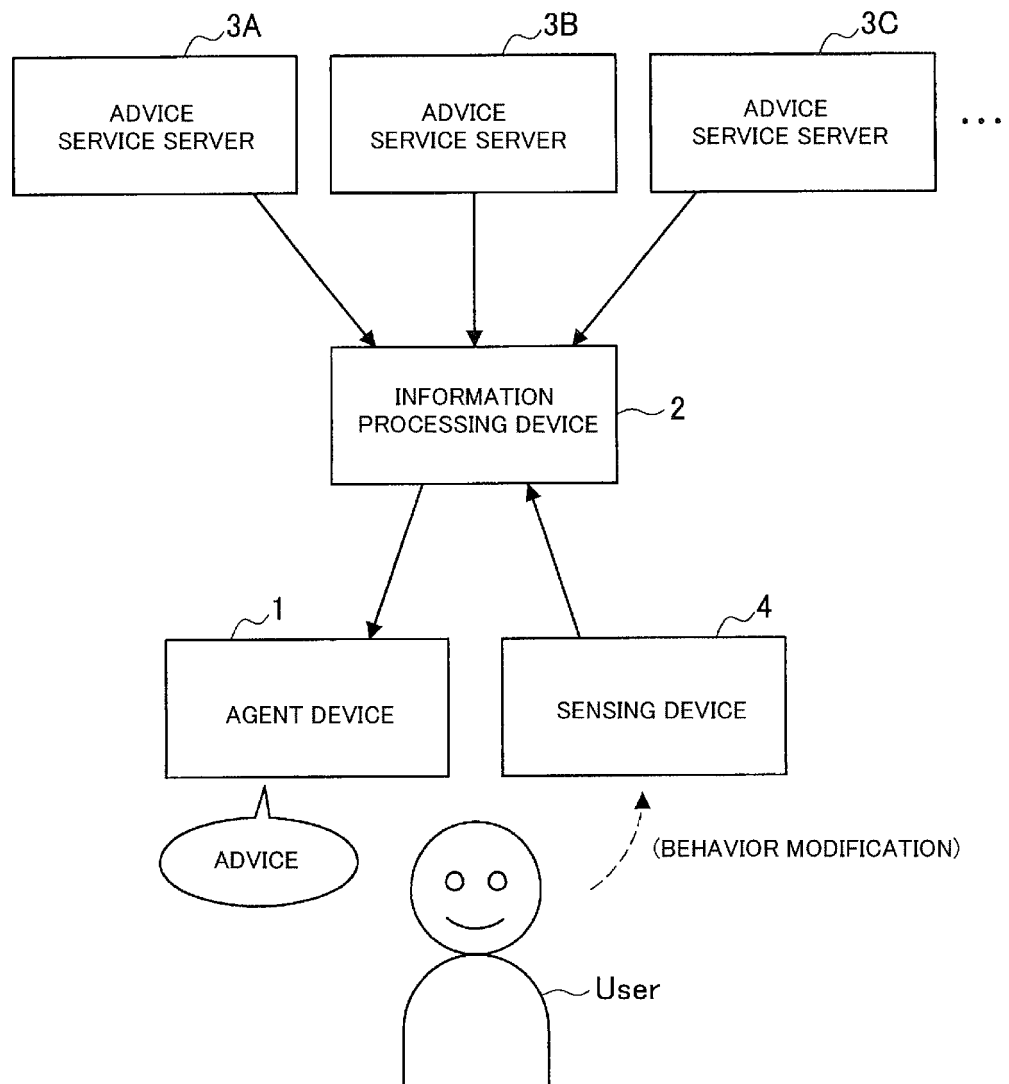 3A
3B
3C
ADVICE
SERVICE SERVER
ADVICE
SERVICE SERVER
ADVICE
SERVICE SERVER
...
INFORMATION
PROCESSING DEVICE
2
1
4
AGENT DEVICE
SENSING DEVICE
ADVICE
(BEHAVIOR MODIFICATION)
User